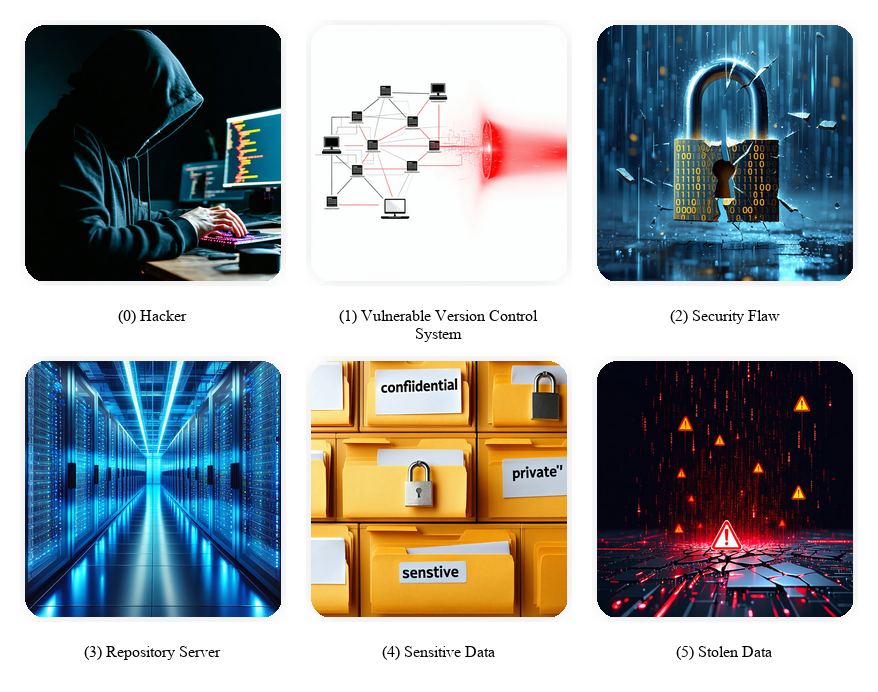 (0) Hacker
(1) Vulnerable Version Control
System
(2) Security Flaw
confiidential
private"
senstive
(3) Repository Server
(4) Sensitive Data
(5) Stolen Data